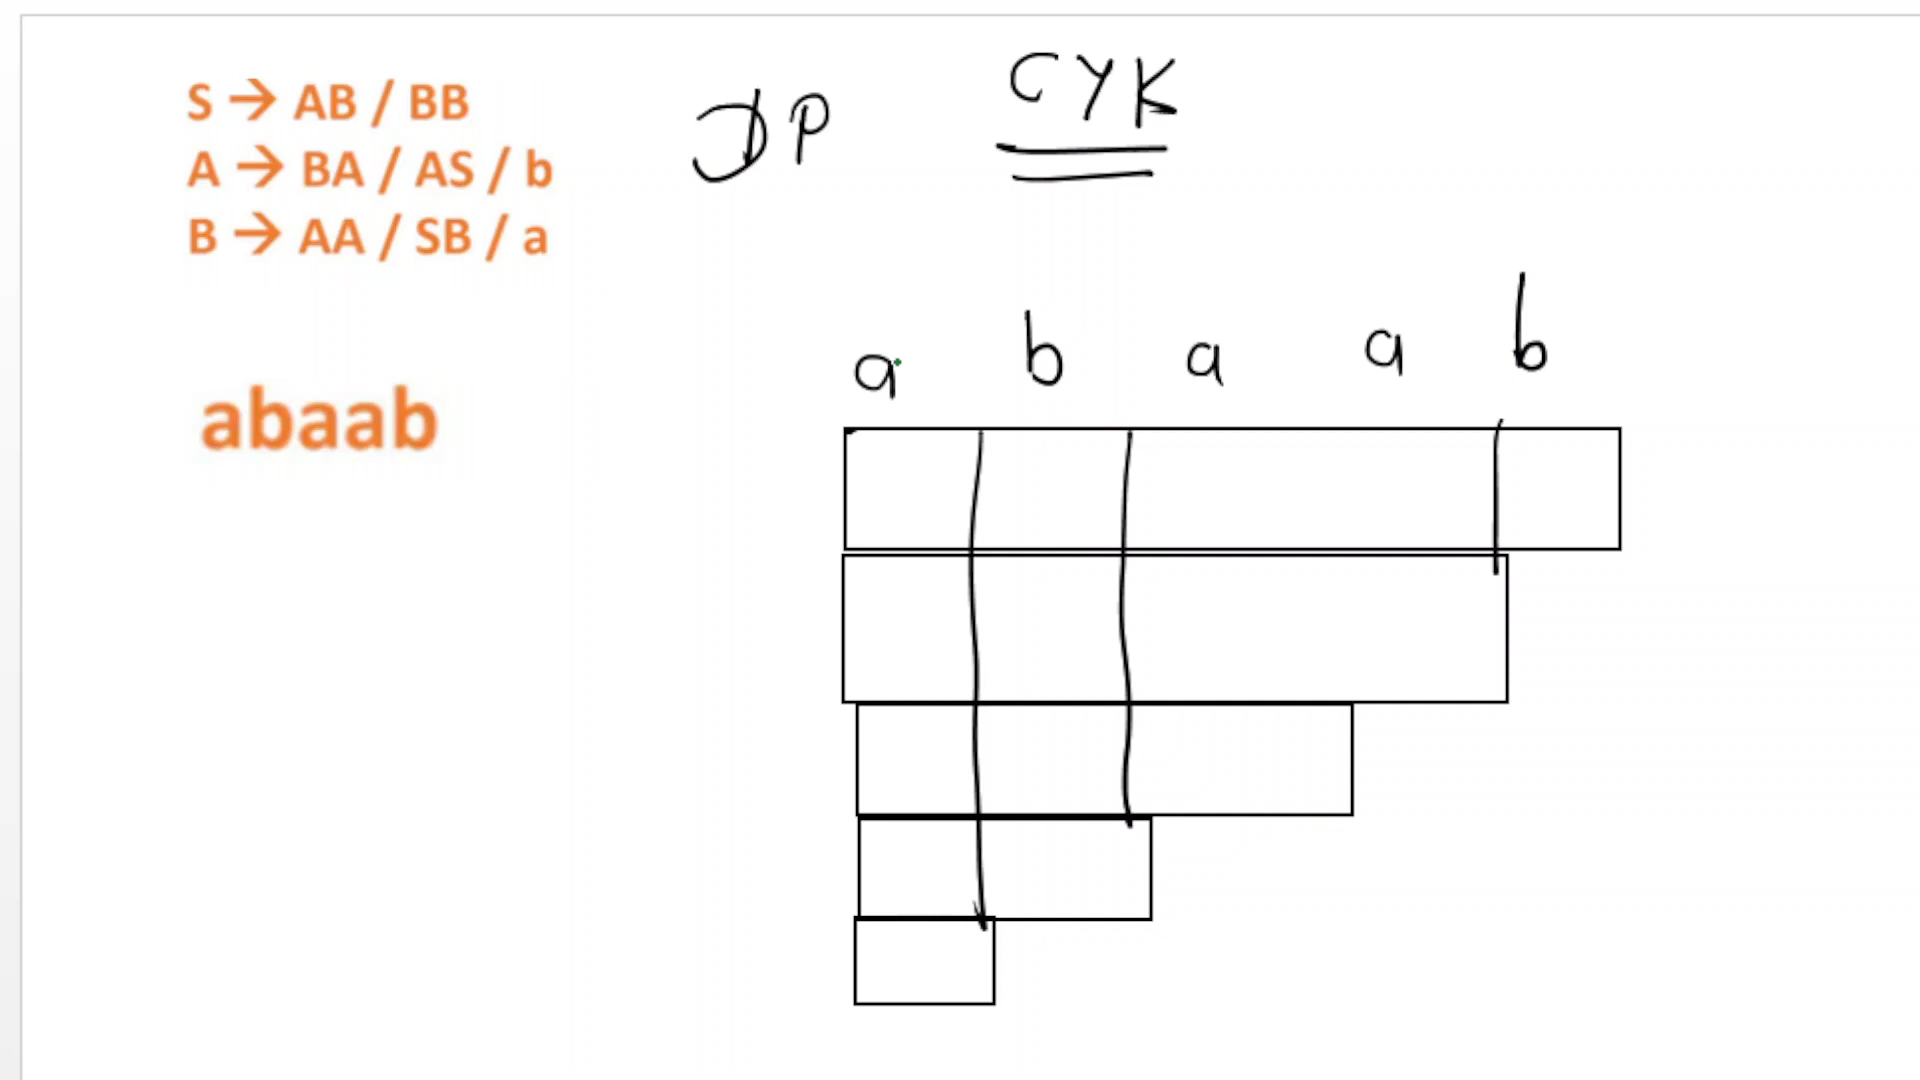 S → AB / BB
A → BA / AS / b
B → AA / SB / a
abaab
DP
CYK
a b a a b